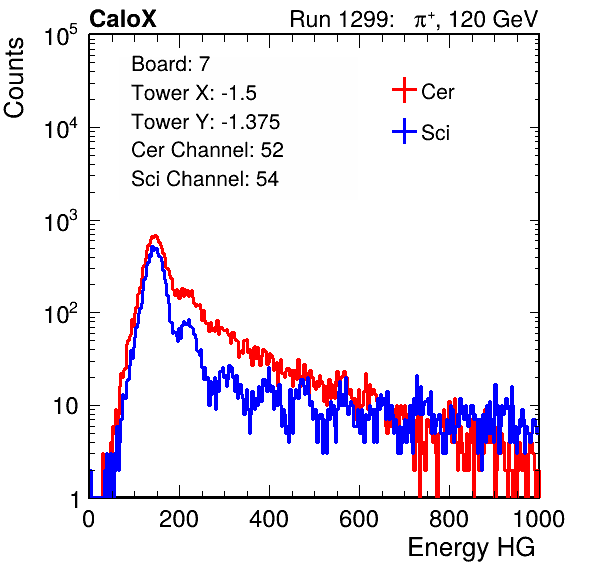 CaloX Run 1299: π⁺, 120 GeV
Counts
10⁵
10⁴
10³
10²
10
1
Board: 7
Tower X: -1.5
Tower Y: -1.375
Cer Channel: 52
Sci Channel: 54
Cer
Sci
0 200 400 600 800 1000
Energy HG